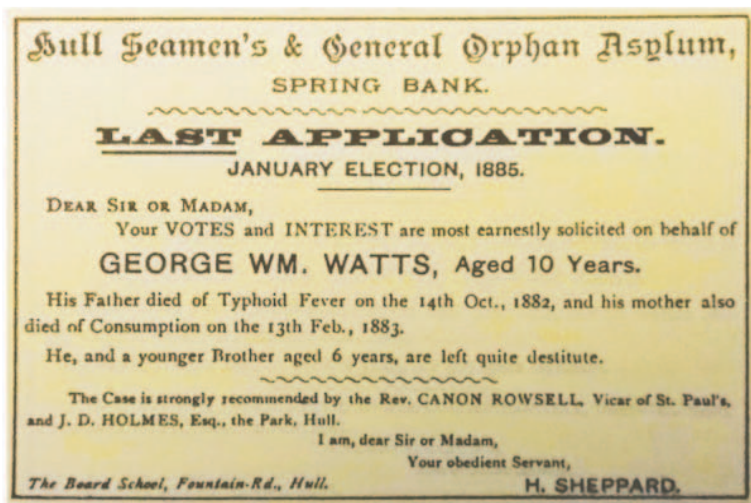 Hull Seamen's & General Orphan Asylum,
SPRING BANK.
LAST APPLICATION.
JANUARY ELECTION, 1885.
DEAR SIR OR MADAM,
Your VOTES and INTEREST are most earnestly solicited on behalf of
GEORGE WM. WATTS, Aged 10 Years.
His Father died of Typhoid Fever on the 14th Oct., 1882, and his mother also
died of Consumption on the 13th Feb., 1883.
He, and a younger Brother aged 6 years, are left quite destitute.
The Case is strongly recommended by the Rev. CANON ROWSELL, Vicar of St. Paul's,
and J. D. HOLMES, Esq., the Park, Hull.
I am, dear Sir or Madam,
Your obedient Servant,
The Board School, Fountain-Rd., Hull. H. SHEPPARD.